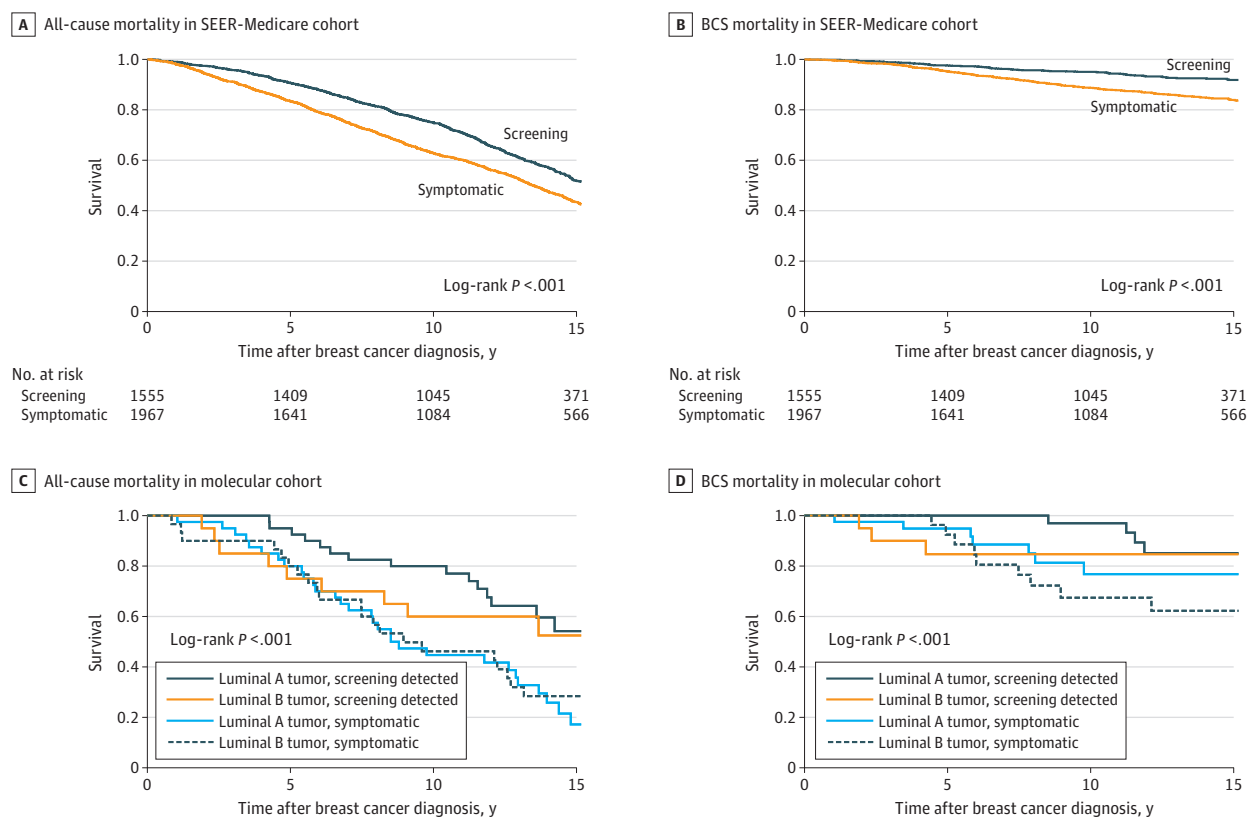 A All-cause mortality in SEER-Medicare cohort
1.0
0.8
0.6
0.4
0.2
0
Survival
Screening
Symptomatic
Log-rank P <.001
0 5 10 15
Time after breast cancer diagnosis, y
No. at risk
Screening 1555 1409 1045 371
Symptomatic 1967 1641 1084 566
B BCS mortality in SEER-Medicare cohort
1.0
0.8
0.6
0.4
0.2
0
Survival
Screening
Symptomatic
Log-rank P <.001
0 5 10 15
Time after breast cancer diagnosis, y
No. at risk
Screening 1555 1409 1045 371
Symptomatic 1967 1641 1084 566
C All-cause mortality in molecular cohort
1.0
0.8
0.6
0.4
0.2
0
Survival
Log-rank P <.001
Luminal A tumor, screening detected
Luminal B tumor, screening detected
Luminal A tumor, symptomatic
Luminal B tumor, symptomatic
0 5 10 15
Time after breast cancer diagnosis, y
D BCS mortality in molecular cohort
1.0
0.8
0.6
0.4
0.2
0
Survival
Log-rank P <.001
Luminal A tumor, screening detected
Luminal B tumor, screening detected
Luminal A tumor, symptomatic
Luminal B tumor, symptomatic
0 5 10 15
Time after breast cancer diagnosis, y